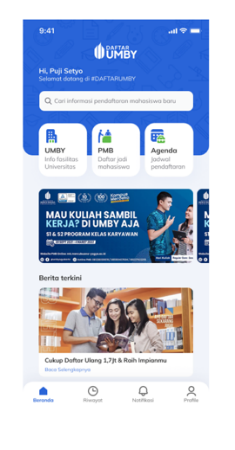 9:41
DAFTAR
UMBY
Hi, Puji Setyo
Selamat datang di #DAFTARUMBY
Cari informasi pendaftaran mahasiswa baru
UMBY
Info fasilitas
Universitas
PMB
Daftar jadi
mahasiswa
Agenda
jadwal
pendaftaran
MAU KULIAH SAMBIL
KERJA? DI UMBY AJA
S1 & S2 PROGRAM KELAS KARYAWAN
Berita terkini
Cukup Daftar Ulang 1,7jt & Raih Impianmu
Baca Selengkapnya
Beranda
Riwayat
Notifikasi
Profile